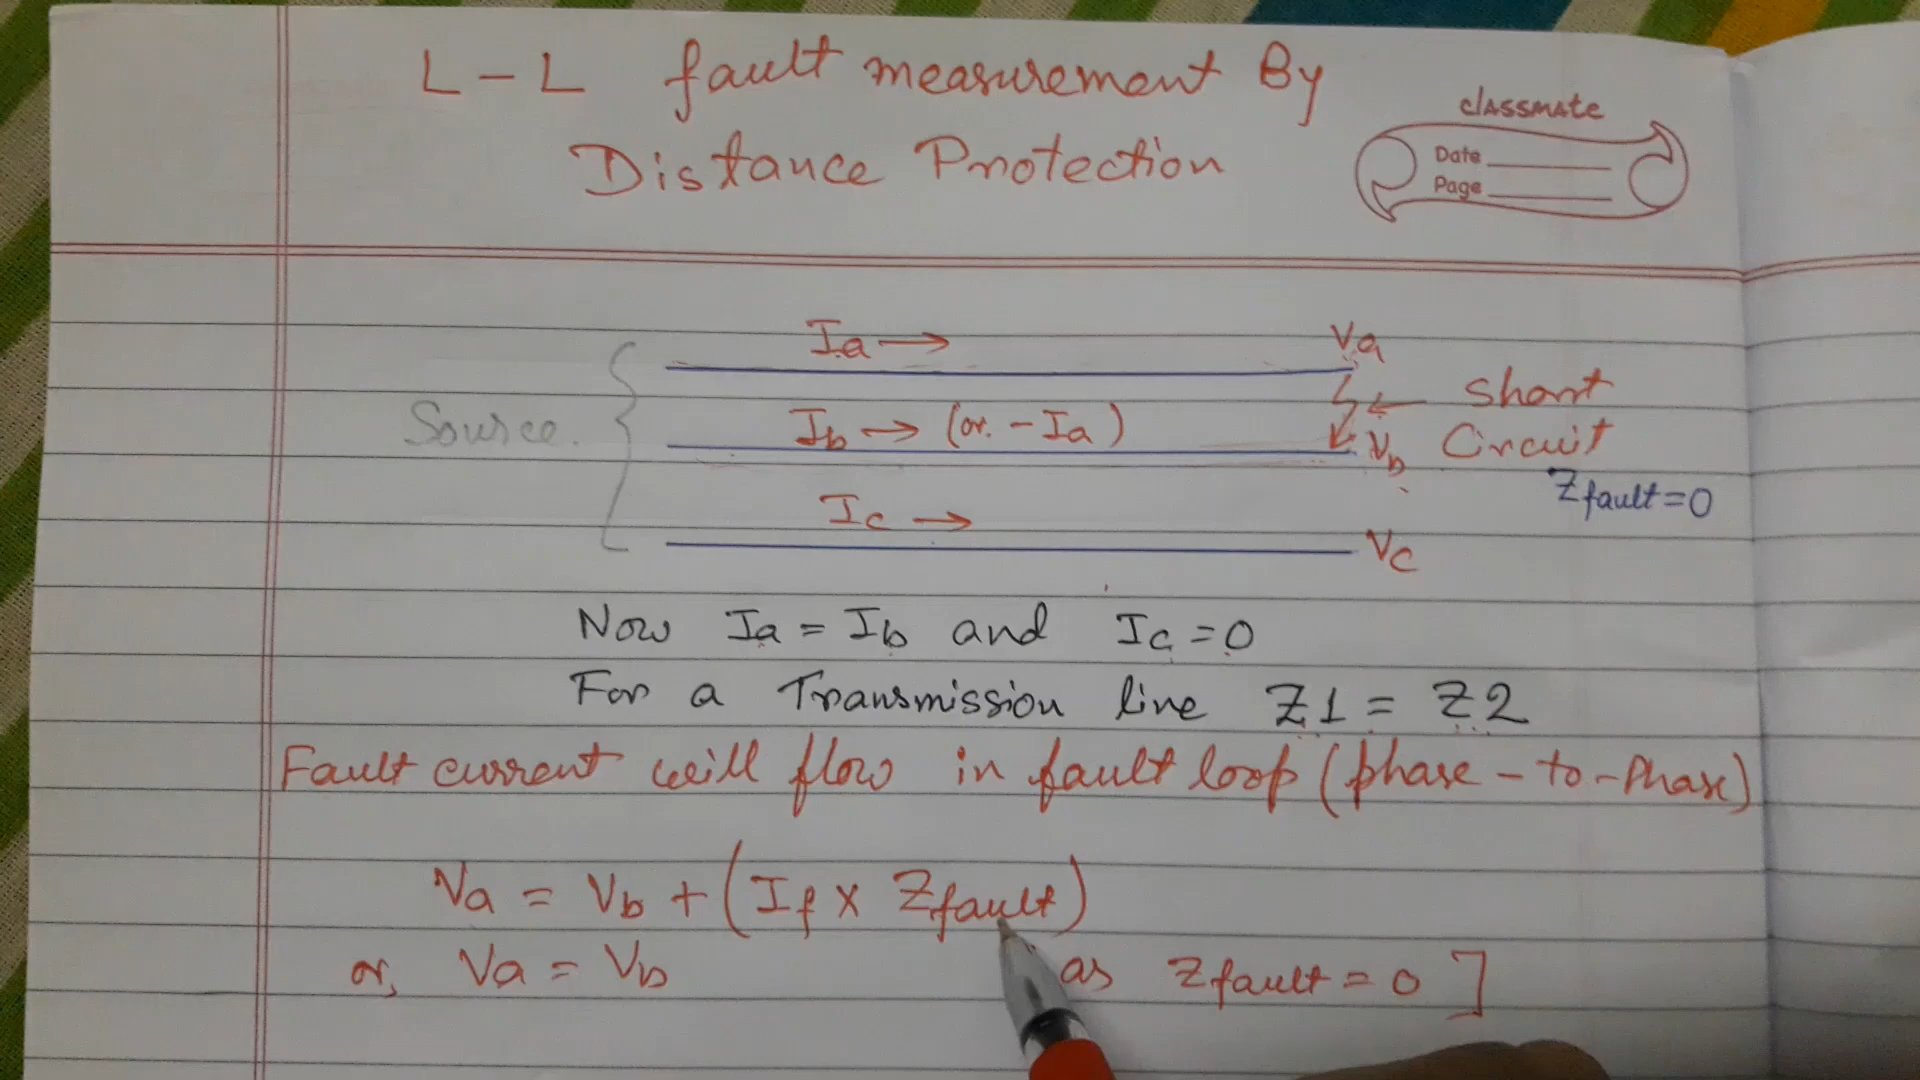 L-L fault measurement By
Distance Protection
classmate
Date
Page
Ia →
Va
Short
Source.
Ib → (or. - Ia)
Vb
Circuit
Zfault=0
Ic →
Vc
Now Ia = Ib and Ic = 0
For a Transmission line Z1 = Z2
Fault current will flow in fault loop (phase-to-Phase)
Va = Vb + (If x Zfault)
or, Va = Vb as Zfault = 0 ]